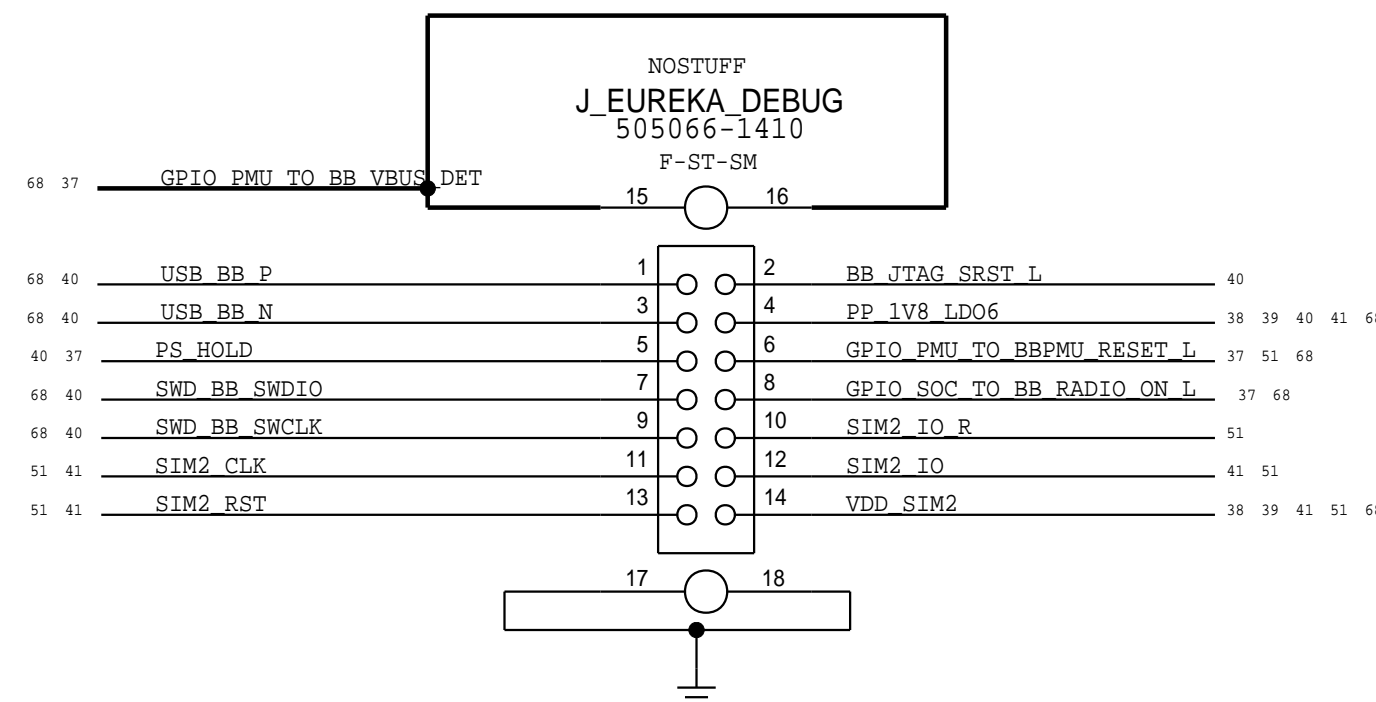 NOSTUFF
J_EUREKA_DEBUG
505066-1410
F-ST-SM
68 37 GPIO_PMU_TO_BB_VBUS_DET
15 16
68 40 USB_BB_P 1 2 BB_JTAG_SRST_L 40
68 40 USB_BB_N 3 4 PP_1V8_LDO6 38 39 40 41 68
40 37 PS_HOLD 5 6 GPIO_PMU_TO_BBPMU_RESET_L 37 51 68
68 40 SWD_BB_SWDIO 7 8 GPIO_SOC_TO_BB_RADIO_ON_L 37 68
68 40 SWD_BB_SWCLK 9 10 SIM2_IO_R 51
51 41 SIM2_CLK 11 12 SIM2_IO 41 51
51 41 SIM2_RST 13 14 VDD_SIM2 38 39 41 51 68
17 18